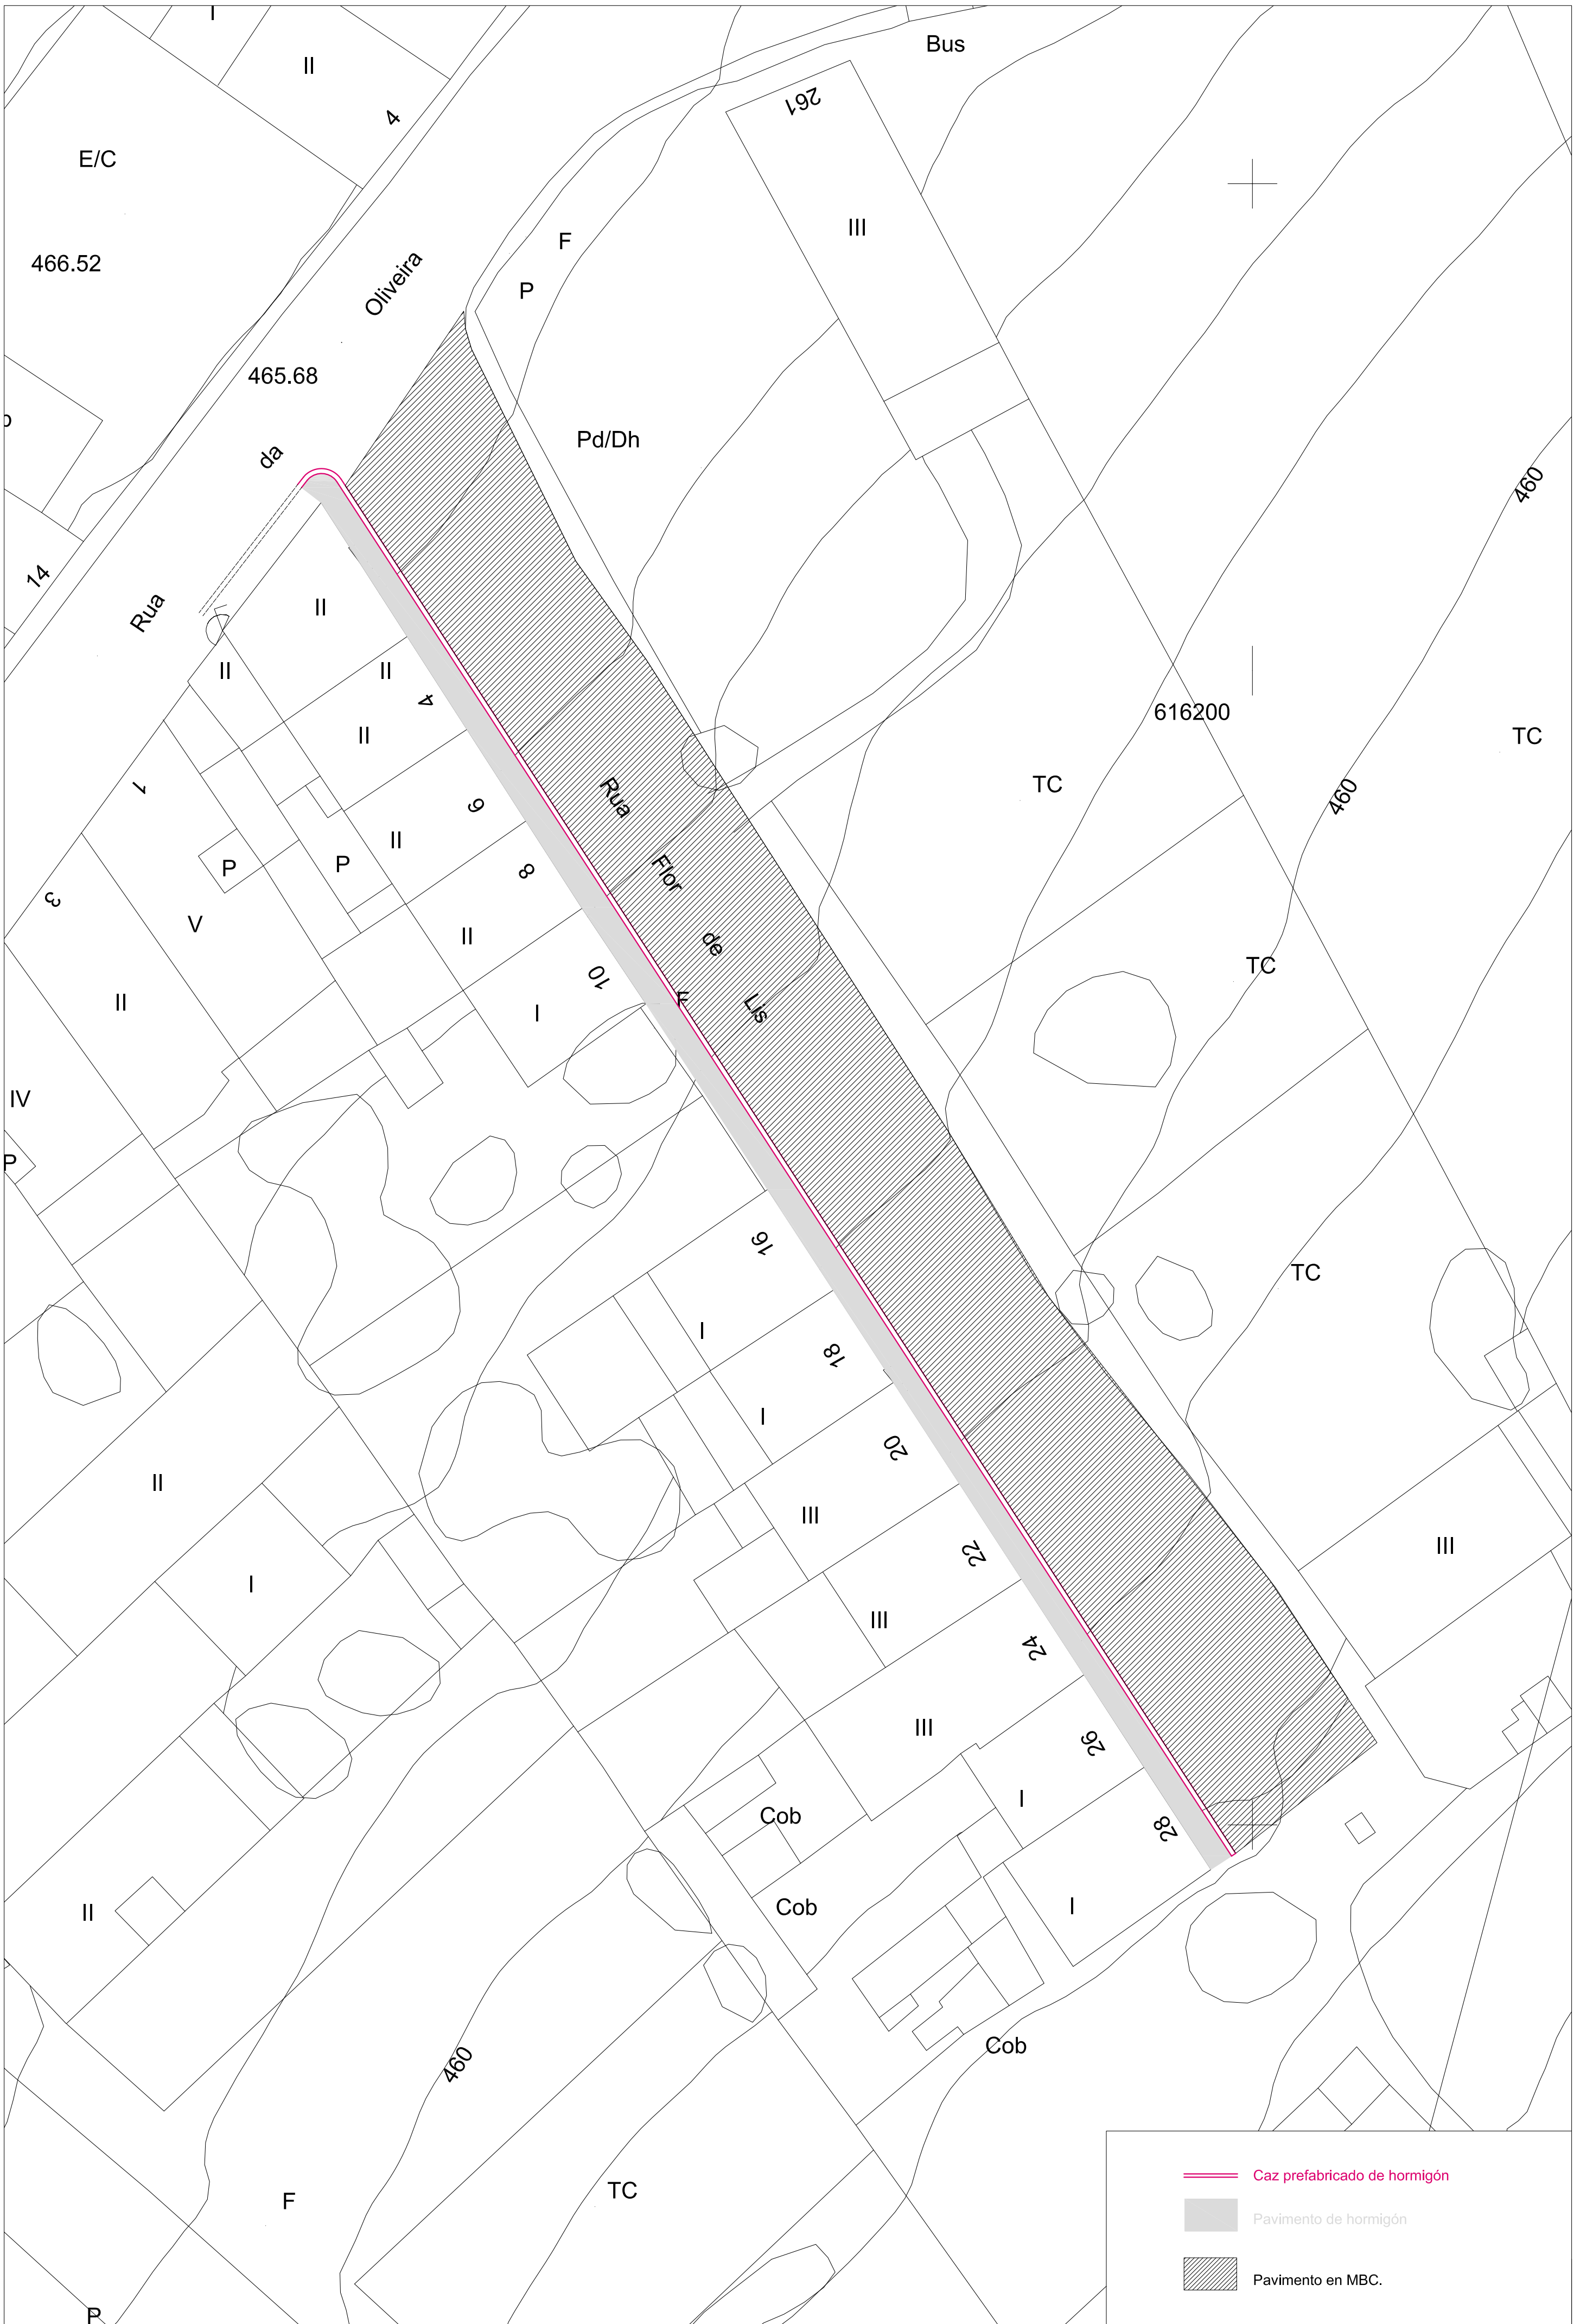 I
II
Bus
4
261
E/C
III
F
466.52
Oliveira
P
465.68
Pd/Dh
da
460
14
Rua
II
II
II
4
616200
TC
II
TC
1
460
Rua
6
II
P
P
8
Flor
3
V
II
de
TC
10
F
Lis
II
I
IV
P
16
TC
I
18
I
20
II
III
III
22
I
III
24
III
26
I
Cob
28
Cob
I
II
Cob
460
TC
F
P
Caz prefabricado de hormigón
Pavimento de hormigón
Pavimento en MBC.